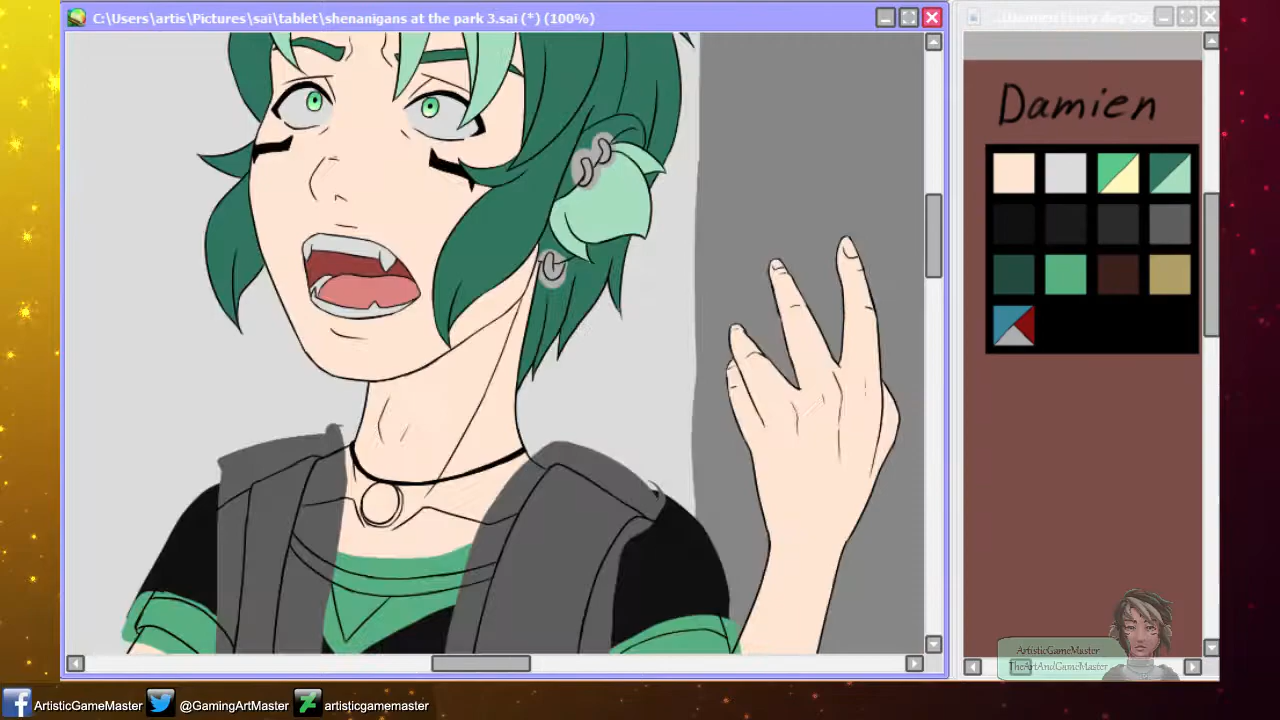 C:\Users\artis\Pictures\sai\tablet\shenanigans at the park 3.sai (*) (100%)
Damien
ArtisticGameMaster
TheArtAndGameMaster
ArtisticGameMaster
@GamingArtMaster
artisticgamemaster